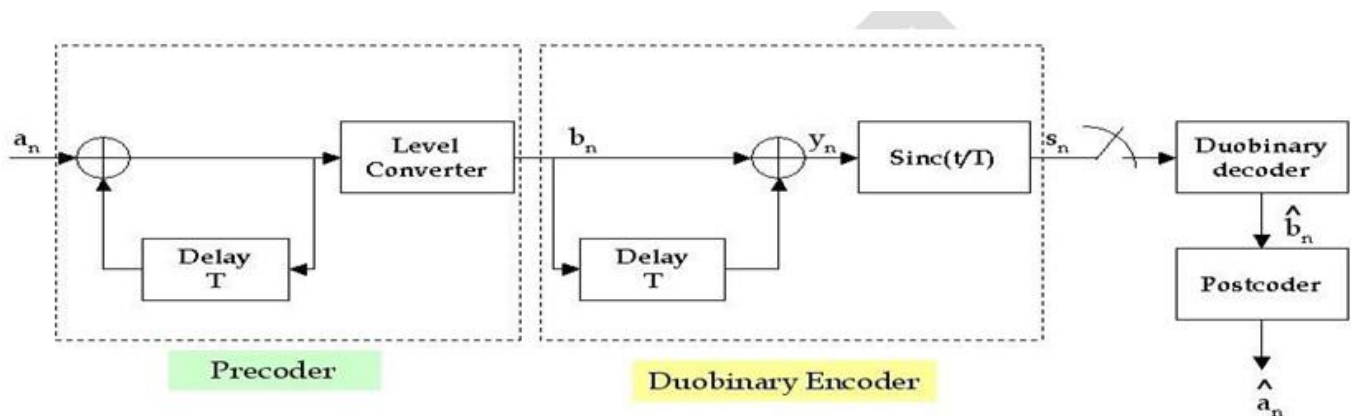 a_n
Level
Converter
b_n
y_n
Sinc(t/T)
s_n
Duobinary
decoder
Delay
T
Delay
T
b̂_n
Postcoder
Precoder
Duobinary Encoder
â_n